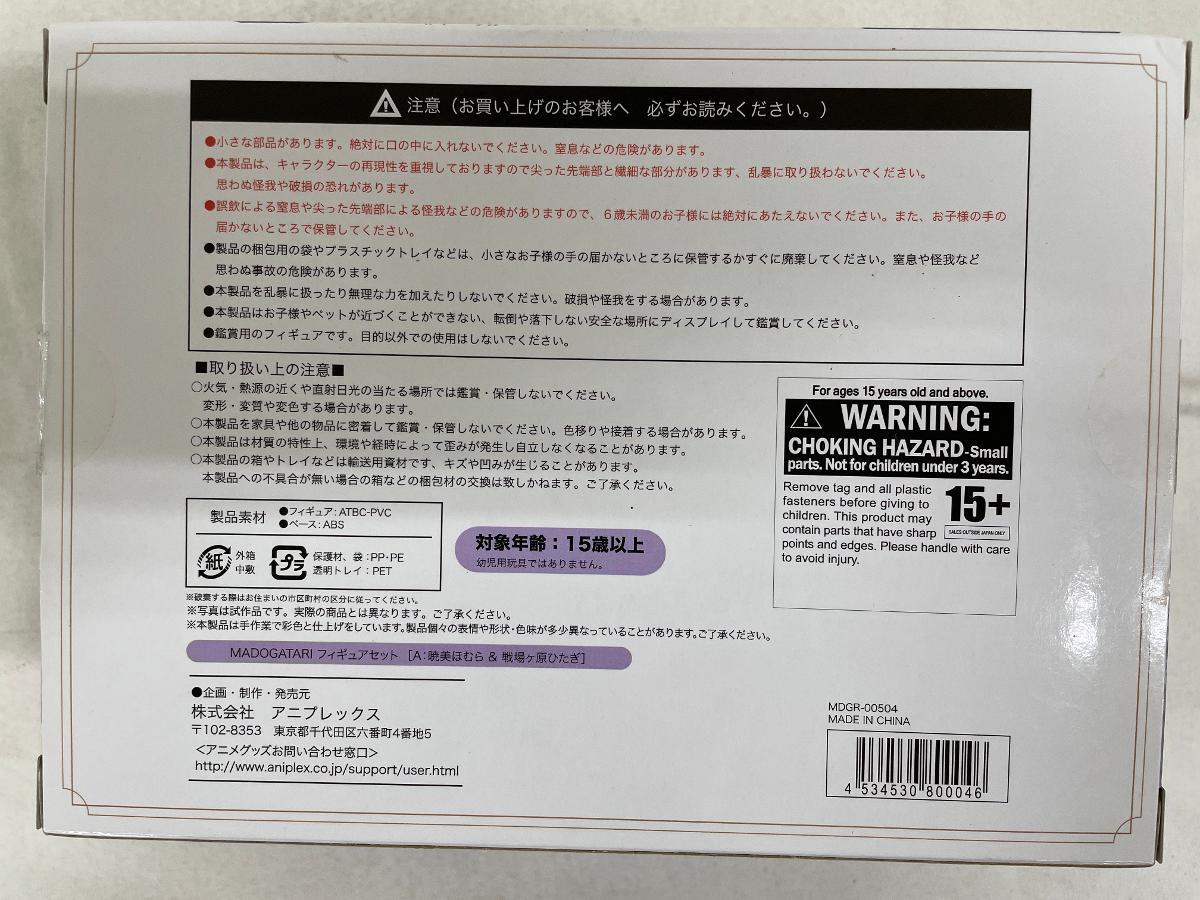 注意（お買い上げのお客様へ　必ずお読みください。）
●小さな部品があります。絶対に口の中に入れないでください。窒息などの危険があります。
●本製品は、キャラクターの再現性を重視しておりますので尖った先端部と繊細な部分があります、乱暴に取り扱わないでください。
思わぬ怪我や破損の恐れがあります。
●誤飲による窒息や尖った先端部による怪我などの危険がありますので、６歳未満のお子様には絶対にあたえないでください。また、お子様の手の
届かないところで保管してください。
●製品の梱包用の袋やプラスチックトレイなどは、小さなお子様の手の届かないところに保管するかすぐに廃棄してください。窒息や怪我など
思わぬ事故の危険があります。
●本製品を乱暴に扱ったり無理な力を加えたりしないでください。破損や怪我をする場合があります。
●本製品はお子様やペットが近づくことができない、転倒や落下しない安全な場所にディスプレイして鑑賞してください。
●鑑賞用のフィギュアです。目的以外での使用はしないでください。
■取り扱い上の注意■
○火気・熱源の近くや直射日光の当たる場所では鑑賞・保管しないでください。
変形・変質や変色する場合があります。
○本製品を家具や他の物品に密着して鑑賞・保管しないでください。色移りや接着する場合があります。
○本製品は材質の特性上、環境や経時によって歪みが発生し自立しなくなることがあります。
○本製品の箱やトレイなどは輸送用資材です、キズや凹みが生じることがあります。
本製品への不具合が無い場合の箱などの梱包材の交換は致しかねます。ご了承ください。
For ages 15 years old and above.
WARNING:
CHOKING HAZARD-Small
parts. Not for children under 3 years.
Remove tag and all plastic
fasteners before giving to
children. This product may
contain parts that have sharp
points and edges. Please handle with care
to avoid injury.
15+
SALES OUTSIDE JAPAN ONLY
製品素材
●フィギュア：ATBC-PVC
●ベース：ABS
紙
外箱
中敷
プラ
保護材、袋：PP・PE
透明トレイ：PET
対象年齢：15歳以上
幼児用玩具ではありません。
※破棄する際はお住まいの市区町村の区分に従ってください。
※写真は試作品です。実際の商品とは異なります。ご了承ください。
※本製品は手作業で彩色と仕上げをしています。製品個々の表情や形状・色味が多少異なっていることがあります。ご了承ください。
MADOGATARI フィギュアセット ［A：暁美ほむら & 戦場ヶ原ひたぎ］
●企画・制作・発売元
株式会社　アニプレックス
〒102-8353　東京都千代田区六番町4番地5
＜アニメグッズお問い合わせ窓口＞
http://www.aniplex.co.jp/support/user.html
MDGR-00504
MADE IN CHINA
4 534530 800046